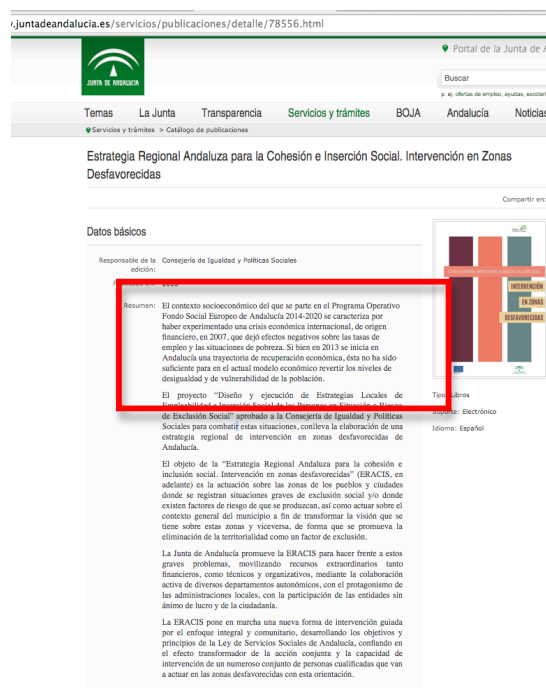 .juntadeandalucia.es/servicios/publicaciones/detalle/78556.html
Portal de la Junta de A
JUNTA DE ANDALUCIA
Buscar
p. ej. ofertas de empleo, ayudas, escolari
Temas La Junta Transparencia Servicios y trámites BOJA Andalucía Noticias
Servicios y trámites > Catálogo de publicaciones
Estrategia Regional Andaluza para la Cohesión e Inserción Social. Intervención en Zonas
Desfavorecidas
Compartir en:
Datos básicos
Responsable de la edición: Consejería de Igualdad y Políticas Sociales
Resumen: El contexto socioeconómico del que se parte en el Programa Operativo
Fondo Social Europeo de Andalucía 2014-2020 se caracteriza por
haber experimentado una crisis económica internacional, de origen
financiero, en 2007, que dejó efectos negativos sobre las tasas de
empleo y las situaciones de pobreza. Si bien en 2013 se inicia en
Andalucía una trayectoria de recuperación económica, ésta no ha sido
suficiente para en el actual modelo económico revertir los niveles de
desigualdad y de vulnerabilidad de la población.
El proyecto “Diseño y ejecución de Estrategias Locales de
Empleabilidad e Inserción Social de las Personas en Situación o Riesgo
de Exclusión Social” aprobado a la Consejería de Igualdad y Políticas
Sociales para combatir estas situaciones, conlleva la elaboración de una
estrategia regional de intervención en zonas desfavorecidas de
Andalucía.
El objeto de la “Estrategia Regional Andaluza para la cohesión e
inclusión social. Intervención en zonas desfavorecidas” (ERACIS, en
adelante) es la actuación sobre las zonas de los pueblos y ciudades
donde se registran situaciones graves de exclusión social y/o donde
existen factores de riesgo de que se produzcan, así como actuar sobre el
contexto general del municipio a fin de transformar la visión que se
tiene sobre estas zonas y viceversa, de forma que se promueva la
eliminación de la territorialidad como un factor de exclusión.
La Junta de Andalucía promueve la ERACIS para hacer frente a estos
graves problemas, movilizando recursos extraordinarios tanto
financieros, como técnicos y organizativos, mediante la colaboración
activa de diversos departamentos autonómicos, con el protagonismo de
las administraciones locales, con la participación de las entidades sin
ánimo de lucro y de la ciudadanía.
La ERACIS pone en marcha una nueva forma de intervención guiada
por el enfoque integral y comunitario, desarrollando los objetivos y
principios de la Ley de Servicios Sociales de Andalucía, confiando en
el efecto transformador de la acción conjunta y la capacidad de
intervención de un numeroso conjunto de personas cualificadas que van
a actuar en las zonas desfavorecidas con esta orientación.
INTERVENCIÓN
EN ZONAS
DESFAVORECIDAS
Libros
Electrónico
Idioma: Español